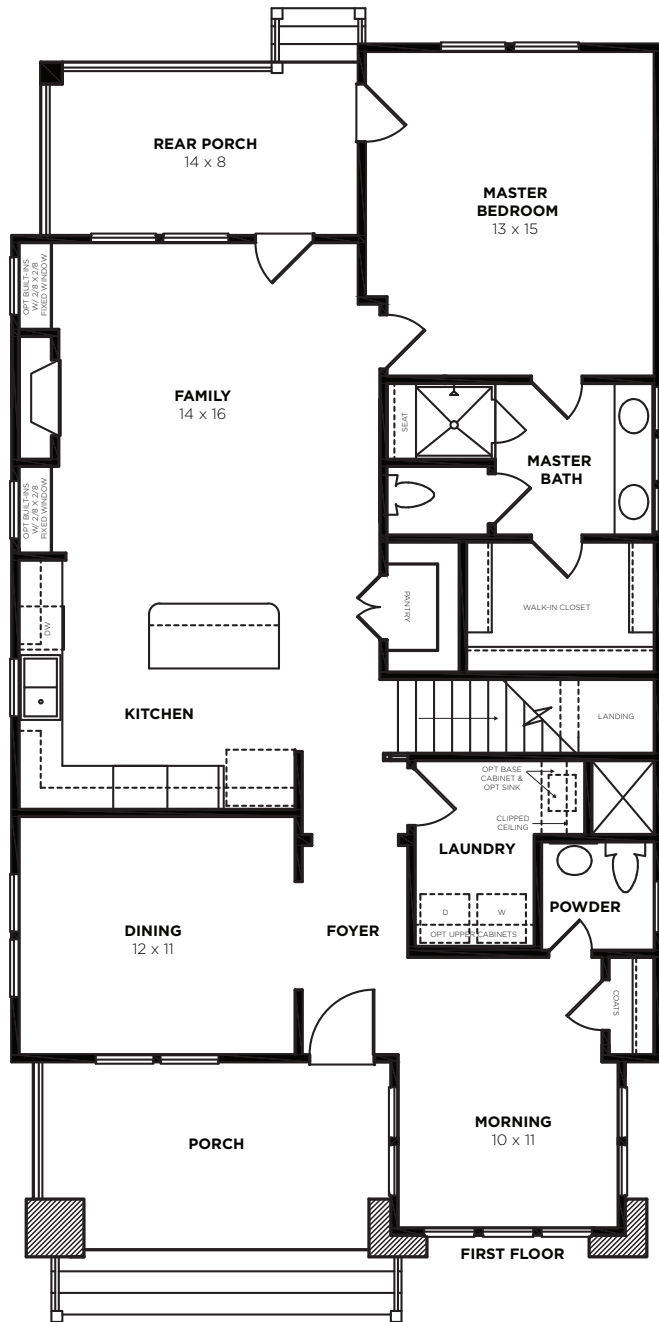 REAR PORCH
14 x 8
MASTER
BEDROOM
13 x 15
OPT BUILT-INS
W/ 2/8 X 2/8
FIXED WINDOW
FAMILY
14 x 16
SEAT
MASTER
BATH
OPT BUILT-INS
W/ 2/8 X 2/8
FIXED WINDOW
DW
PANTRY
WALK-IN CLOSET
KITCHEN
LANDING
OPT BASE
CABINET &
OPT SINK
CLIPPED
CEILING
LAUNDRY
D
W
OPT UPPER CABINETS
POWDER
DINING
12 x 11
FOYER
COATS
MORNING
10 x 11
PORCH
FIRST FLOOR